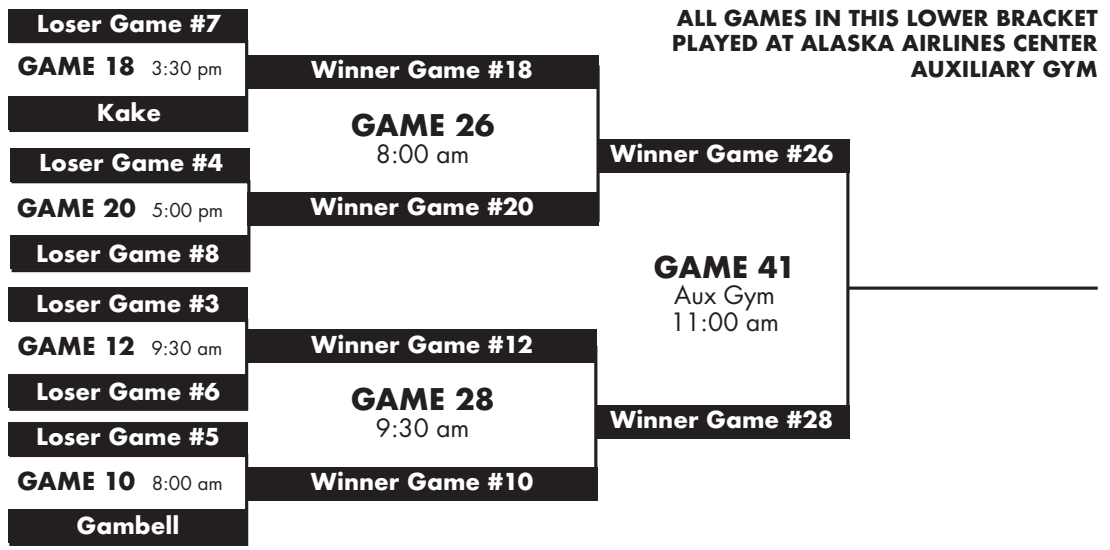 Loser Game #7
GAME 18 3:30 pm
Kake
Loser Game #4
GAME 20 5:00 pm
Loser Game #8
Loser Game #3
GAME 12 9:30 am
Loser Game #6
Loser Game #5
GAME 10 8:00 am
Gambell
Winner Game #18
GAME 26
8:00 am
Winner Game #20
Winner Game #12
GAME 28
9:30 am
Winner Game #10
ALL GAMES IN THIS LOWER BRACKET
PLAYED AT ALASKA AIRLINES CENTER
AUXILIARY GYM
Winner Game #26
GAME 41
Aux Gym
11:00 am
Winner Game #28